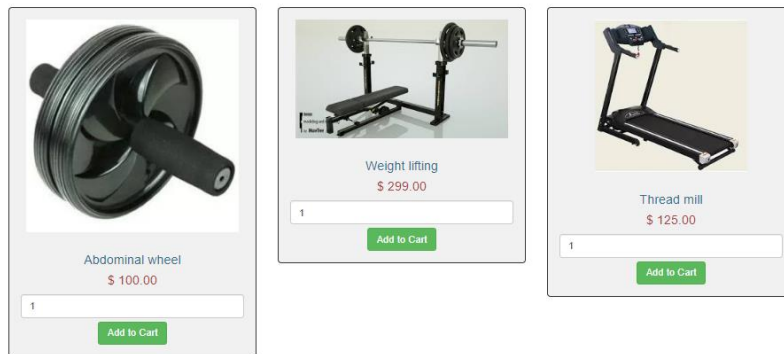 Abdominal wheel
$ 100.00
1
Add to Cart
Weight lifting
$ 299.00
1
Add to Cart
Thread mill
$ 125.00
1
Add to Cart